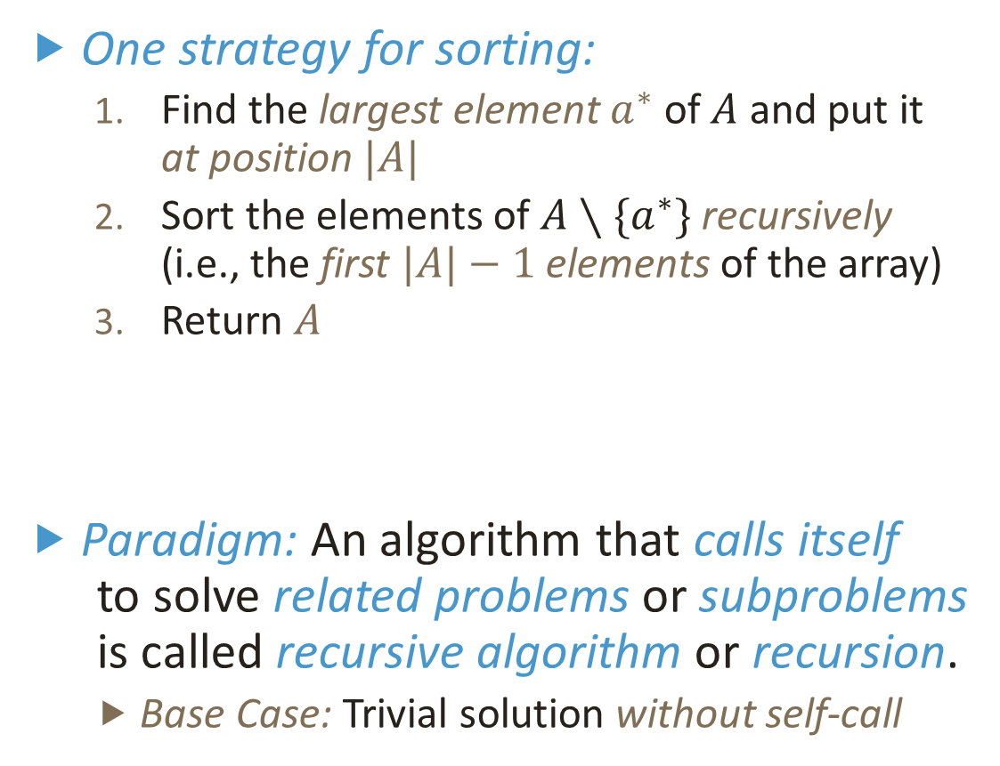 ▶ One strategy for sorting:
1. Find the largest element a* of A and put it
at position |A|
2. Sort the elements of A \ {a*} recursively
(i.e., the first |A| − 1 elements of the array)
3. Return A
▶ Paradigm: An algorithm that calls itself
to solve related problems or subproblems
is called recursive algorithm or recursion.
▶ Base Case: Trivial solution without self-call